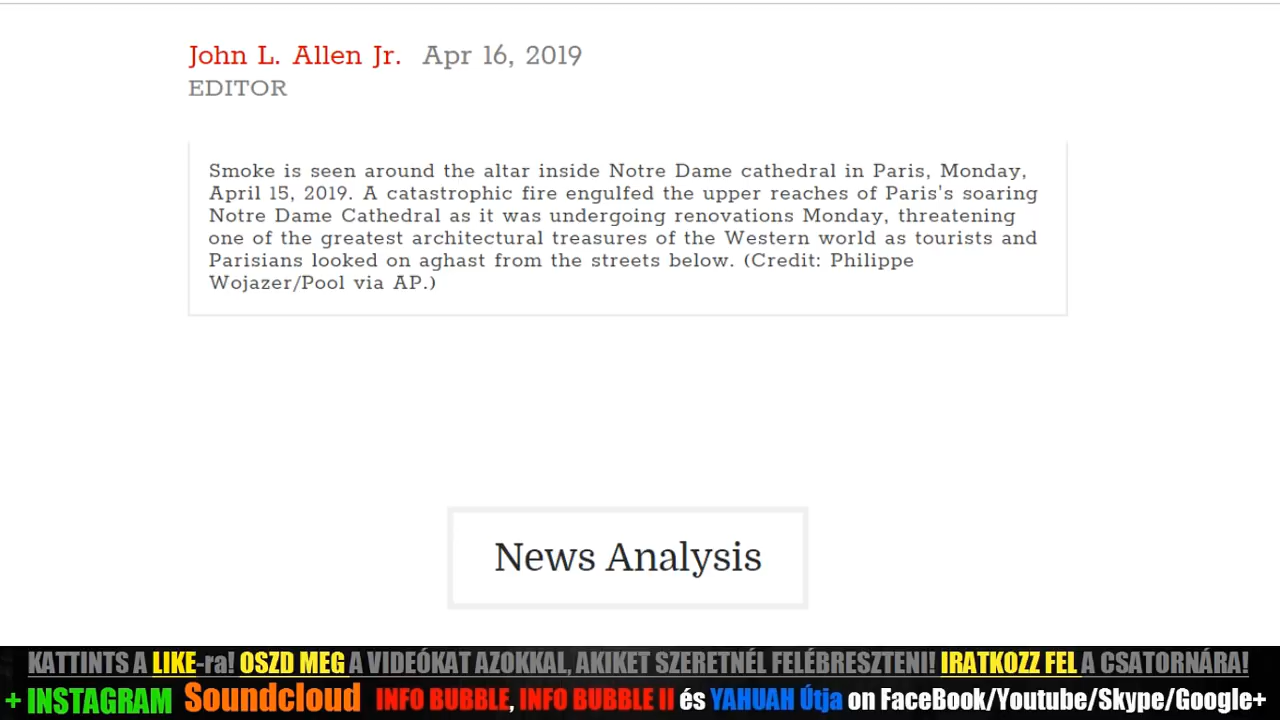 John L. Allen Jr. Apr 16, 2019
EDITOR
Smoke is seen around the altar inside Notre Dame cathedral in Paris, Monday,
April 15, 2019. A catastrophic fire engulfed the upper reaches of Paris's soaring
Notre Dame Cathedral as it was undergoing renovations Monday, threatening
one of the greatest architectural treasures of the Western world as tourists and
Parisians looked on aghast from the streets below. (Credit: Philippe
Wojazer/Pool via AP.)
News Analysis
KATTINTS A LIKE-ra! OSZD MEG A VIDEÓKAT AZOKKAL, AKIKET SZERETNÉL FELÉBRESZTENI! IRATKOZZ FEL A CSATORNÁRA!
+ INSTAGRAM Soundcloud INFO BUBBLE, INFO BUBBLE II és YAHUAH Útja on FaceBook/Youtube/Skype/Google+